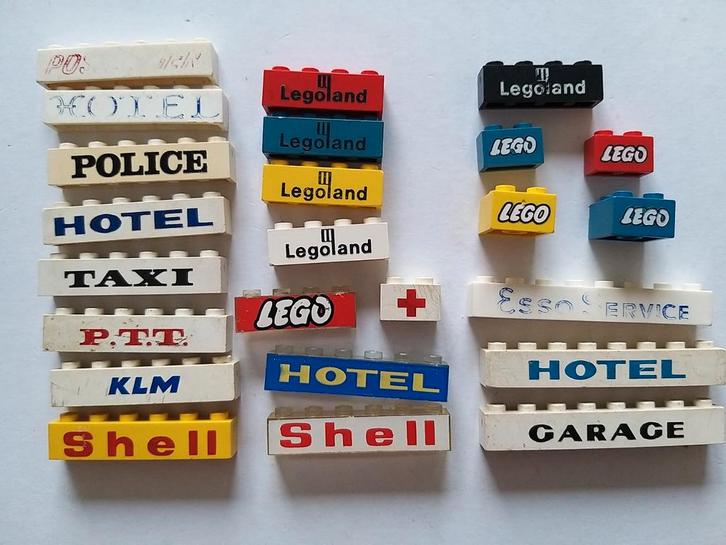 HOTEL
POLICE
HOTEL
TAXI
P.T.T.
KLM
Shell
Legoland
Legoland
Legoland
Legoland
LEGO
HOTEL
Shell
Legoland
LEGO
LEGO
LEGO
LEGO
Esso Service
HOTEL
GARAGE